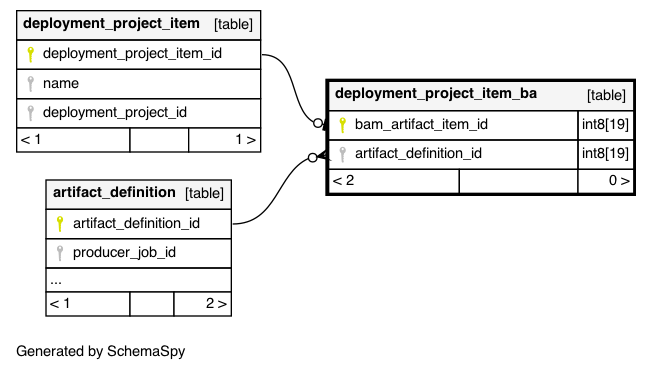 deployment_project_item [table]
deployment_project_item_id
name
deployment_project_id
< 1 1 >
deployment_project_item_ba [table]
bam_artifact_item_id int8[19]
artifact_definition_id int8[19]
< 2 0 >
artifact_definition [table]
artifact_definition_id
producer_job_id
...
< 1 2 >
Generated by SchemaSpy